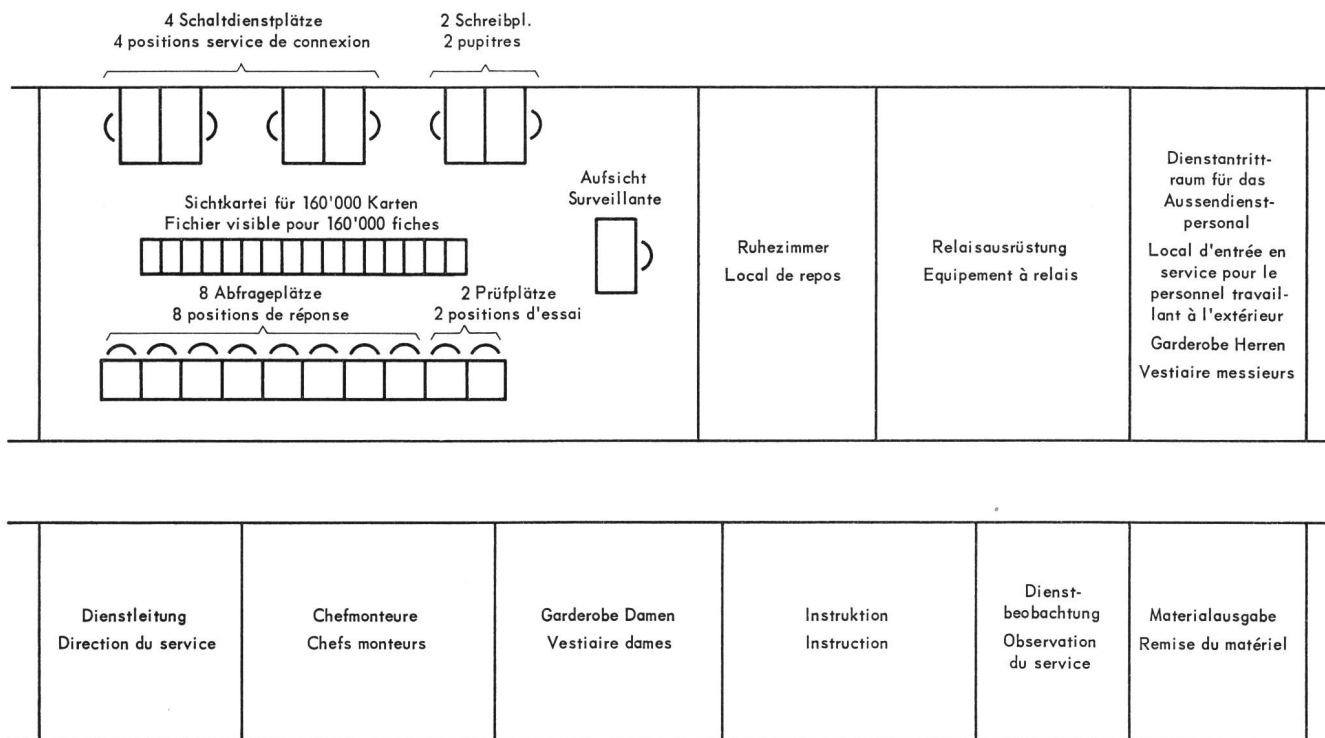 4 Schaltdienstplätze
4 positions service de connexion
2 Schreibpl.
2 pupitres
Sichtkartei für 160'000 Karten
Fichier visible pour 160'000 fiches
Aufsicht
Surveillante
8 Abfrageplätze
8 positions de réponse
2 Prüfplätze
2 positions d'essai
Ruhezimmer
Local de repos
Relaisausrüstung
Equipement à relais
Dienstantritt-
raum für das
Aussendienst-
personal
Local d'entrée en
service pour le
personnel travail-
lant à l'extérieur
Garderobe Herren
Vestiaire messieurs
Dienstleitung
Direction du service
Chefmonteure
Chefs monteurs
Garderobe Damen
Vestiaire dames
Instruktion
Instruction
Dienst-
beobachtung
Observation
du service
Materialausgabe
Remise du matériel